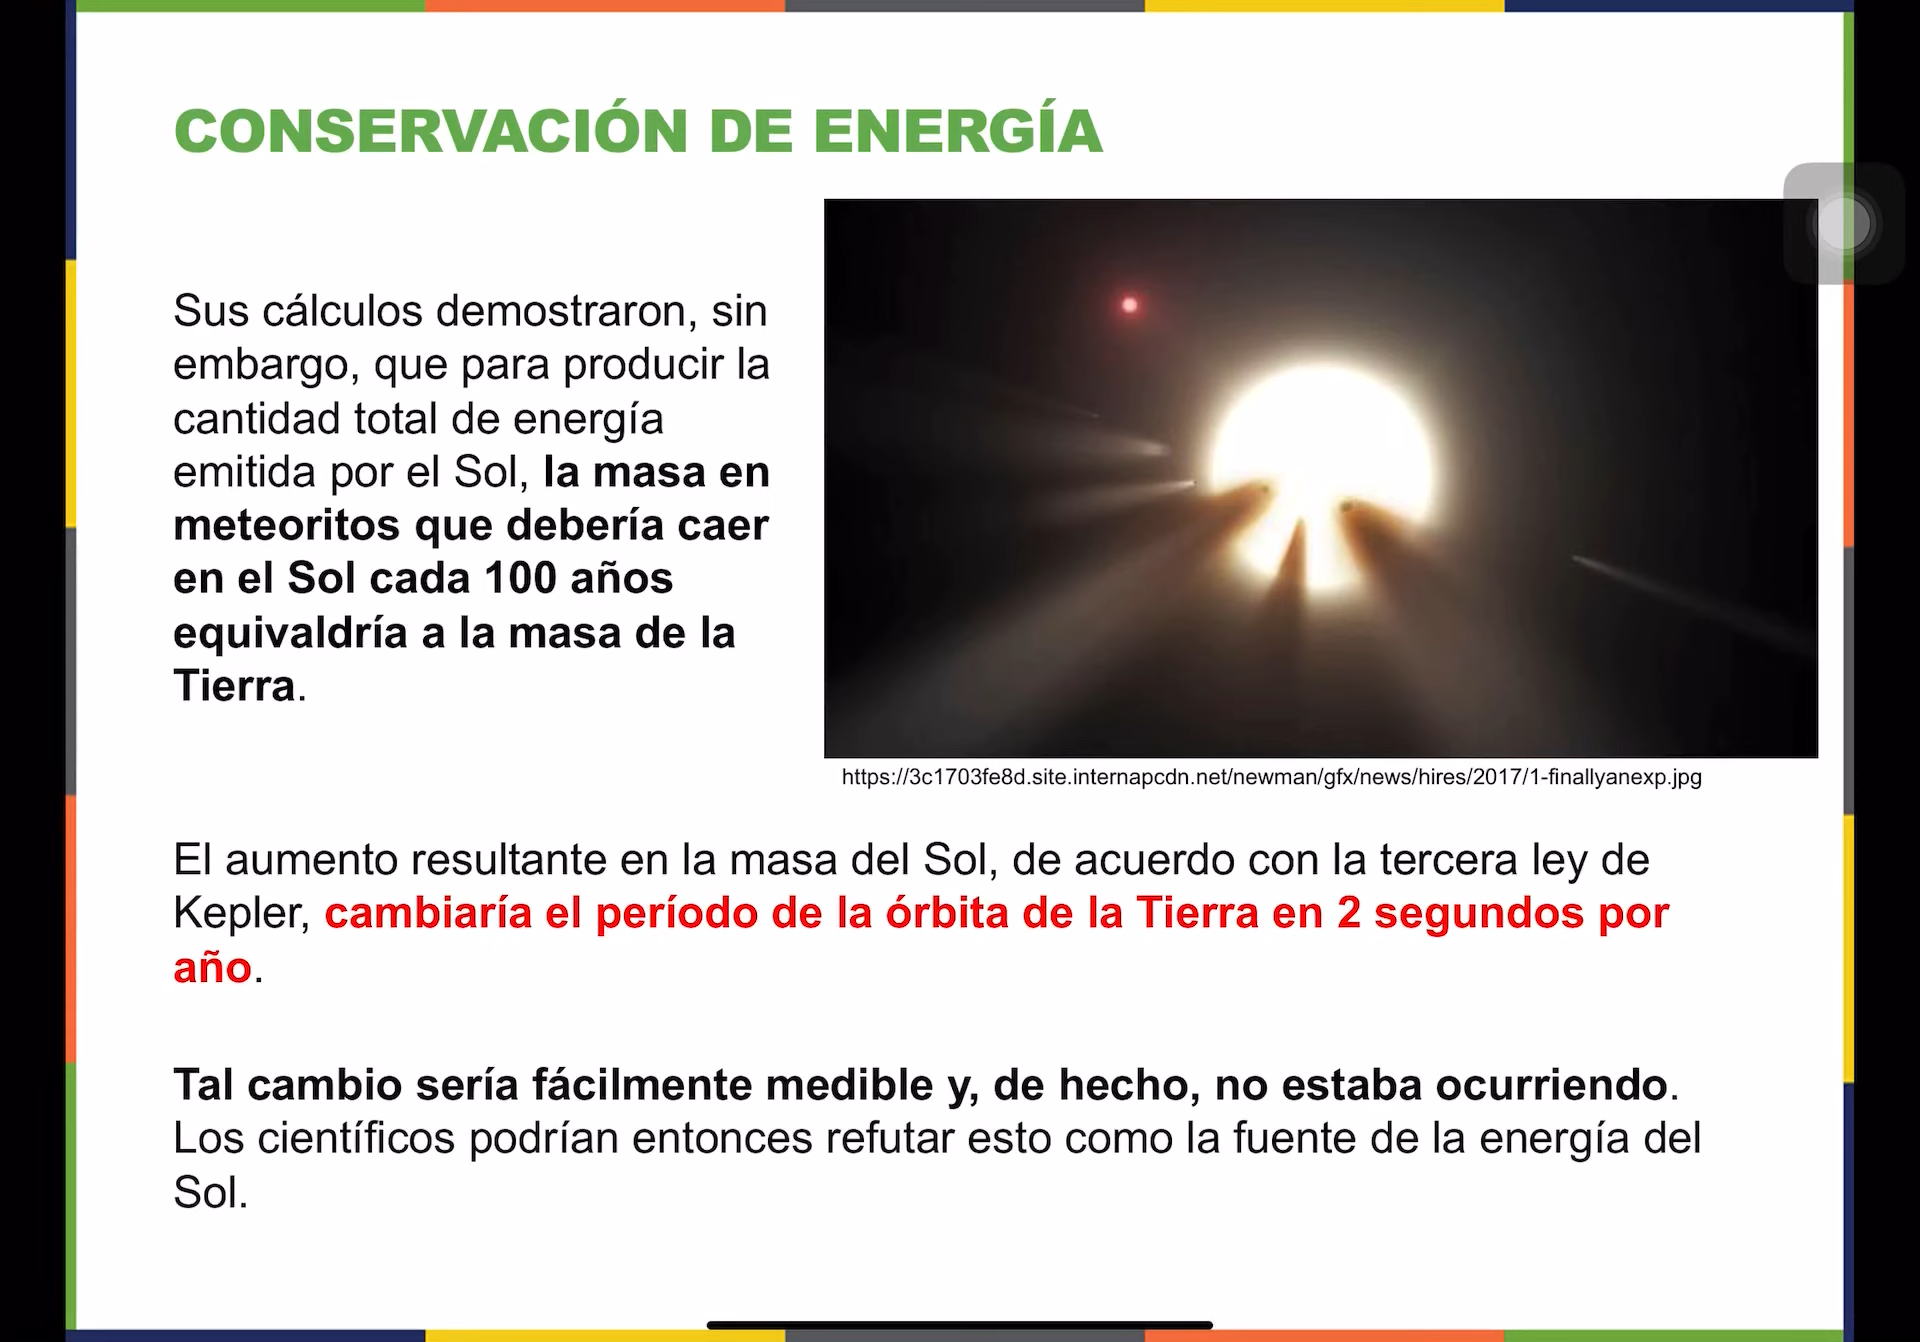 CONSERVACIÓN DE ENERGÍA
Sus cálculos demostraron, sin
embargo, que para producir la
cantidad total de energía
emitida por el Sol, la masa en
meteoritos que debería caer
en el Sol cada 100 años
equivaldría a la masa de la
Tierra.
https://3c1703fe8d.site.internapcdn.net/newman/gfx/news/hires/2017/1-finallyanexp.jpg
El aumento resultante en la masa del Sol, de acuerdo con la tercera ley de
Kepler, cambiaría el período de la órbita de la Tierra en 2 segundos por
año.
Tal cambio sería fácilmente medible y, de hecho, no estaba ocurriendo.
Los científicos podrían entonces refutar esto como la fuente de la energía del
Sol.